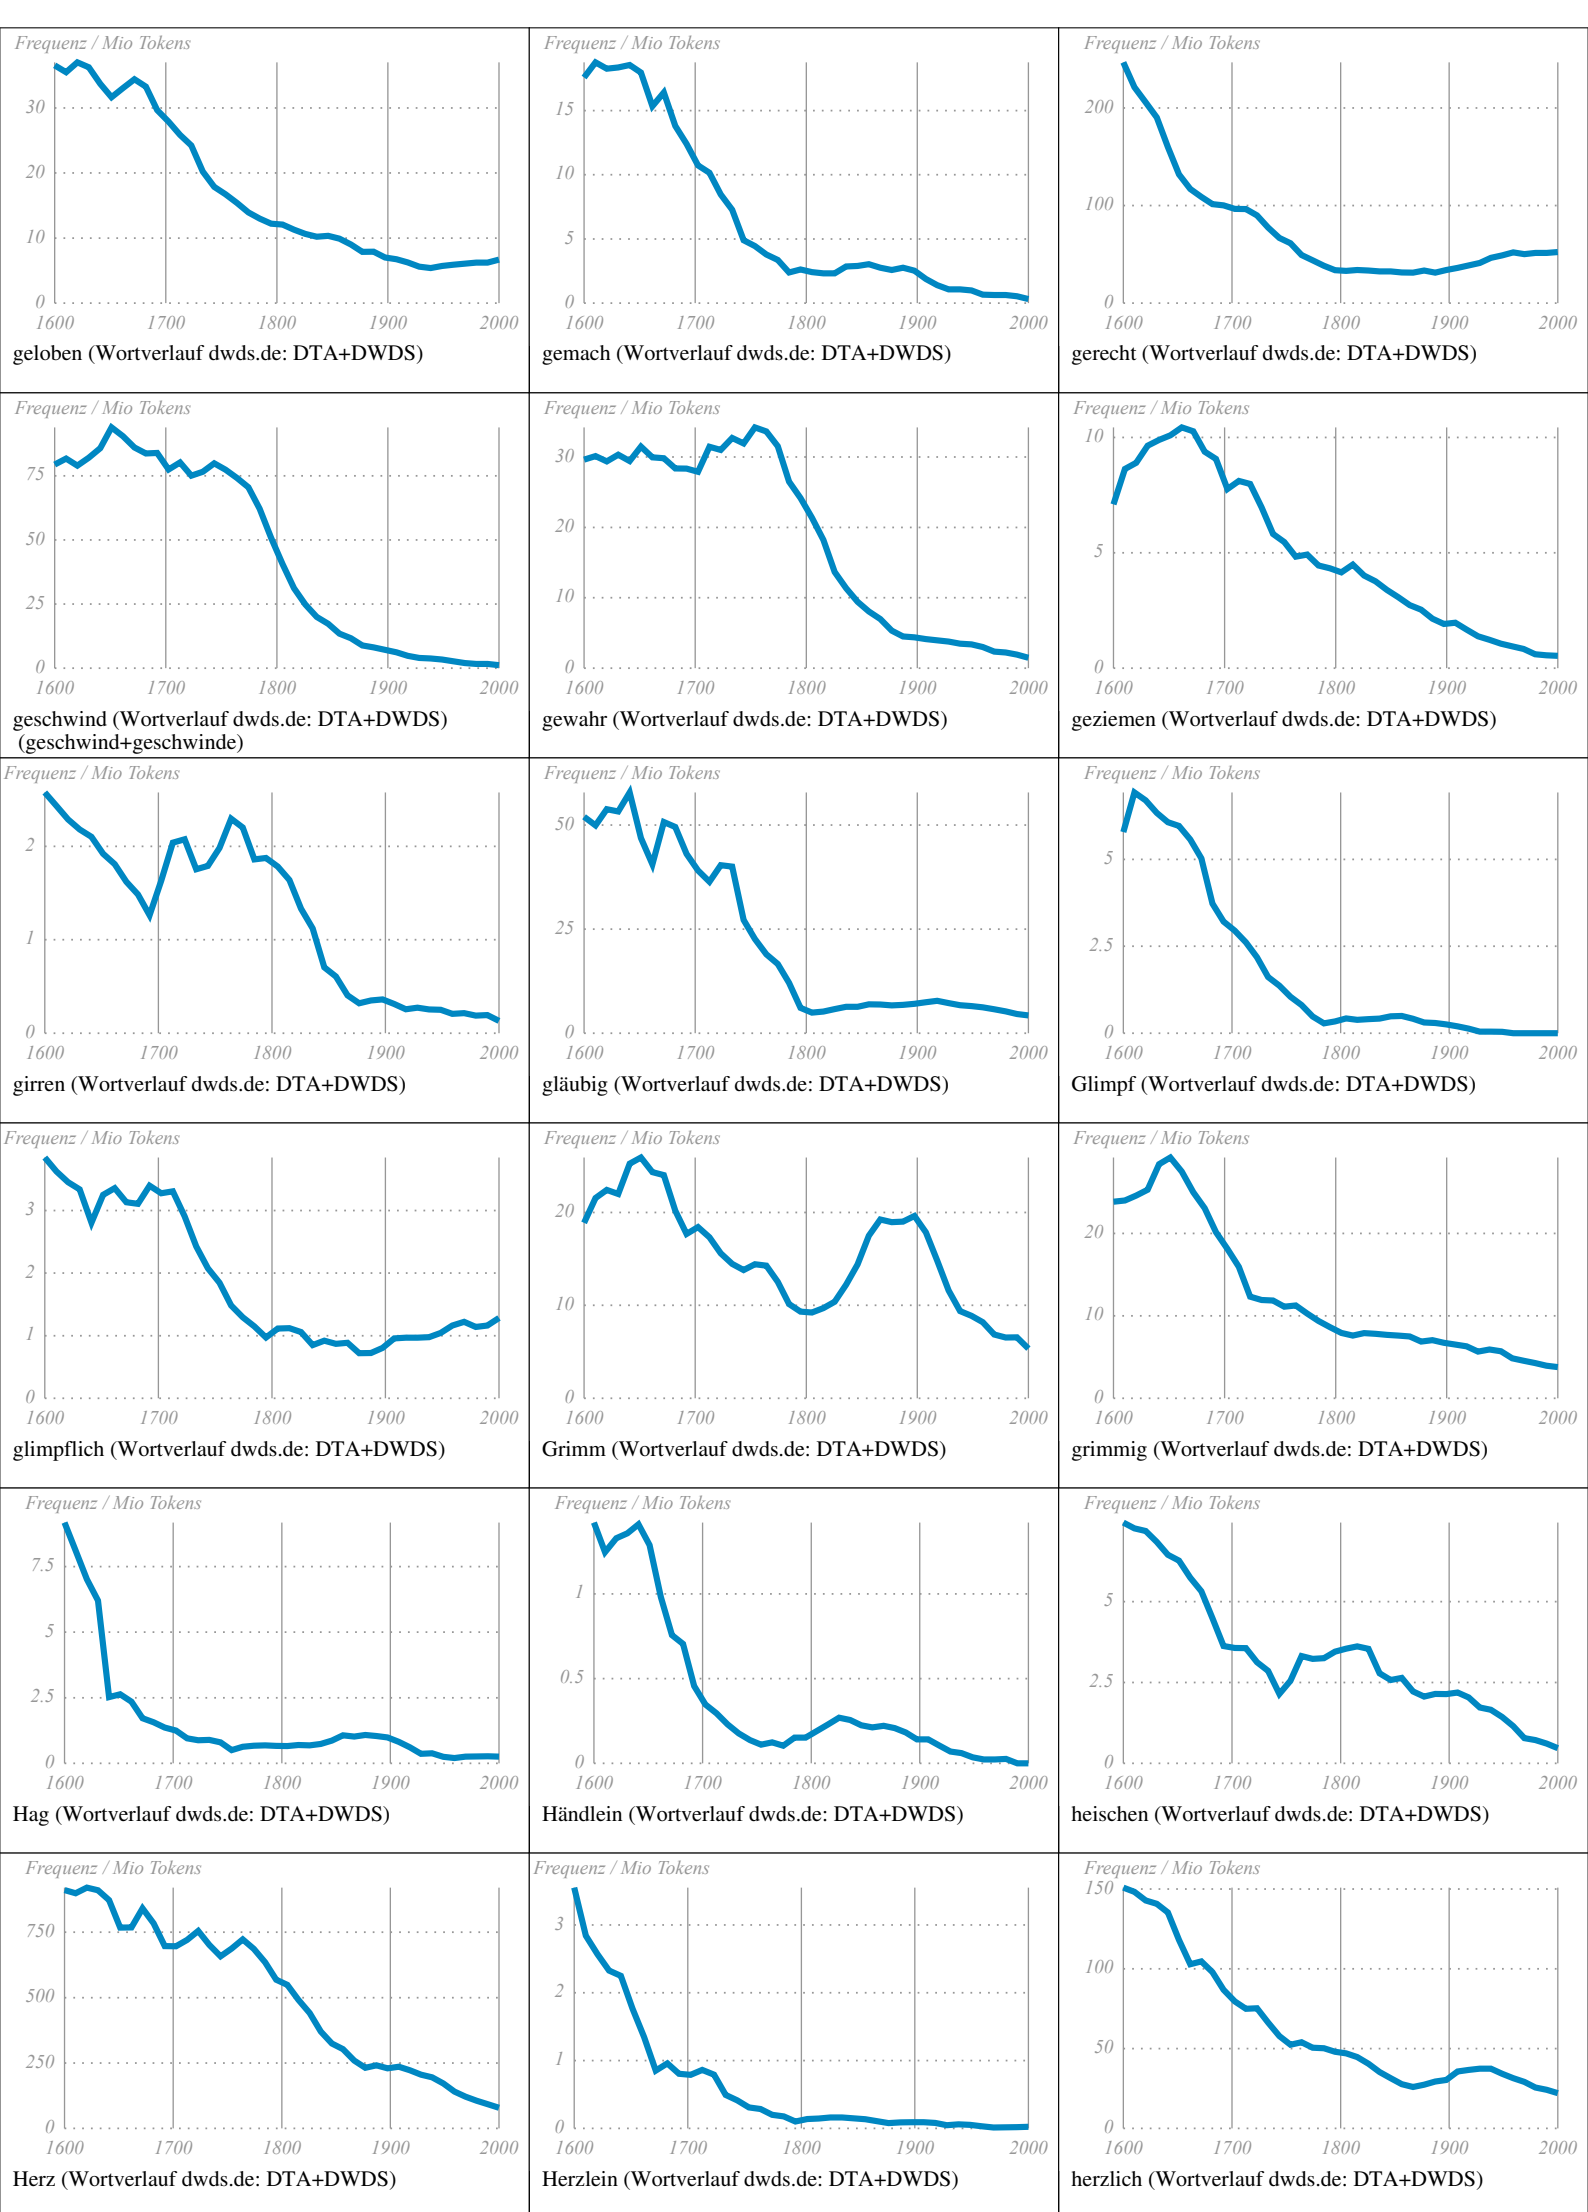 Frequenz / Mio Tokens
30
20
10
0
1600 1700 1800 1900 2000
geloben (Wortverlauf dwds.de: DTA+DWDS)
Frequenz / Mio Tokens
15
10
5
0
1600 1700 1800 1900 2000
gemach (Wortverlauf dwds.de: DTA+DWDS)
Frequenz / Mio Tokens
200
100
0
1600 1700 1800 1900 2000
gerecht (Wortverlauf dwds.de: DTA+DWDS)
Frequenz / Mio Tokens
75
50
25
0
1600 1700 1800 1900 2000
geschwind (Wortverlauf dwds.de: DTA+DWDS)
(geschwind+geschwinde)
Frequenz / Mio Tokens
30
20
10
0
1600 1700 1800 1900 2000
gewahr (Wortverlauf dwds.de: DTA+DWDS)
Frequenz / Mio Tokens
10
5
0
1600 1700 1800 1900 2000
geziemen (Wortverlauf dwds.de: DTA+DWDS)
Frequenz / Mio Tokens
2
1
0
1600 1700 1800 1900 2000
girren (Wortverlauf dwds.de: DTA+DWDS)
Frequenz / Mio Tokens
50
25
0
1600 1700 1800 1900 2000
gläubig (Wortverlauf dwds.de: DTA+DWDS)
Frequenz / Mio Tokens
5
2.5
0
1600 1700 1800 1900 2000
Glimpf (Wortverlauf dwds.de: DTA+DWDS)
Frequenz / Mio Tokens
3
2
1
0
1600 1700 1800 1900 2000
glimpflich (Wortverlauf dwds.de: DTA+DWDS)
Frequenz / Mio Tokens
20
10
0
1600 1700 1800 1900 2000
Grimm (Wortverlauf dwds.de: DTA+DWDS)
Frequenz / Mio Tokens
20
10
0
1600 1700 1800 1900 2000
grimmig (Wortverlauf dwds.de: DTA+DWDS)
Frequenz / Mio Tokens
7.5
5
2.5
0
1600 1700 1800 1900 2000
Hag (Wortverlauf dwds.de: DTA+DWDS)
Frequenz / Mio Tokens
1
0.5
0
1600 1700 1800 1900 2000
Händlein (Wortverlauf dwds.de: DTA+DWDS)
Frequenz / Mio Tokens
5
2.5
0
1600 1700 1800 1900 2000
heischen (Wortverlauf dwds.de: DTA+DWDS)
Frequenz / Mio Tokens
750
500
250
0
1600 1700 1800 1900 2000
Herz (Wortverlauf dwds.de: DTA+DWDS)
Frequenz / Mio Tokens
3
2
1
0
1600 1700 1800 1900 2000
Herzlein (Wortverlauf dwds.de: DTA+DWDS)
Frequenz / Mio Tokens
150
100
50
0
1600 1700 1800 1900 2000
herzlich (Wortverlauf dwds.de: DTA+DWDS)